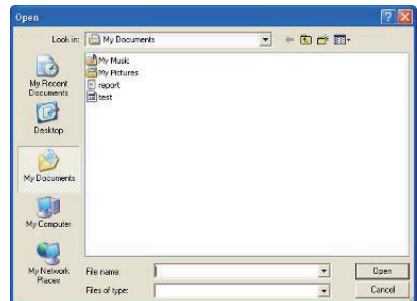 Open
Look in: My Documents
My Recent
Documents
Desktop
My Documents
My Computer
My Network
Places
My Music
My Pictures
report
test
File name:
Open
Files of type:
Cancel